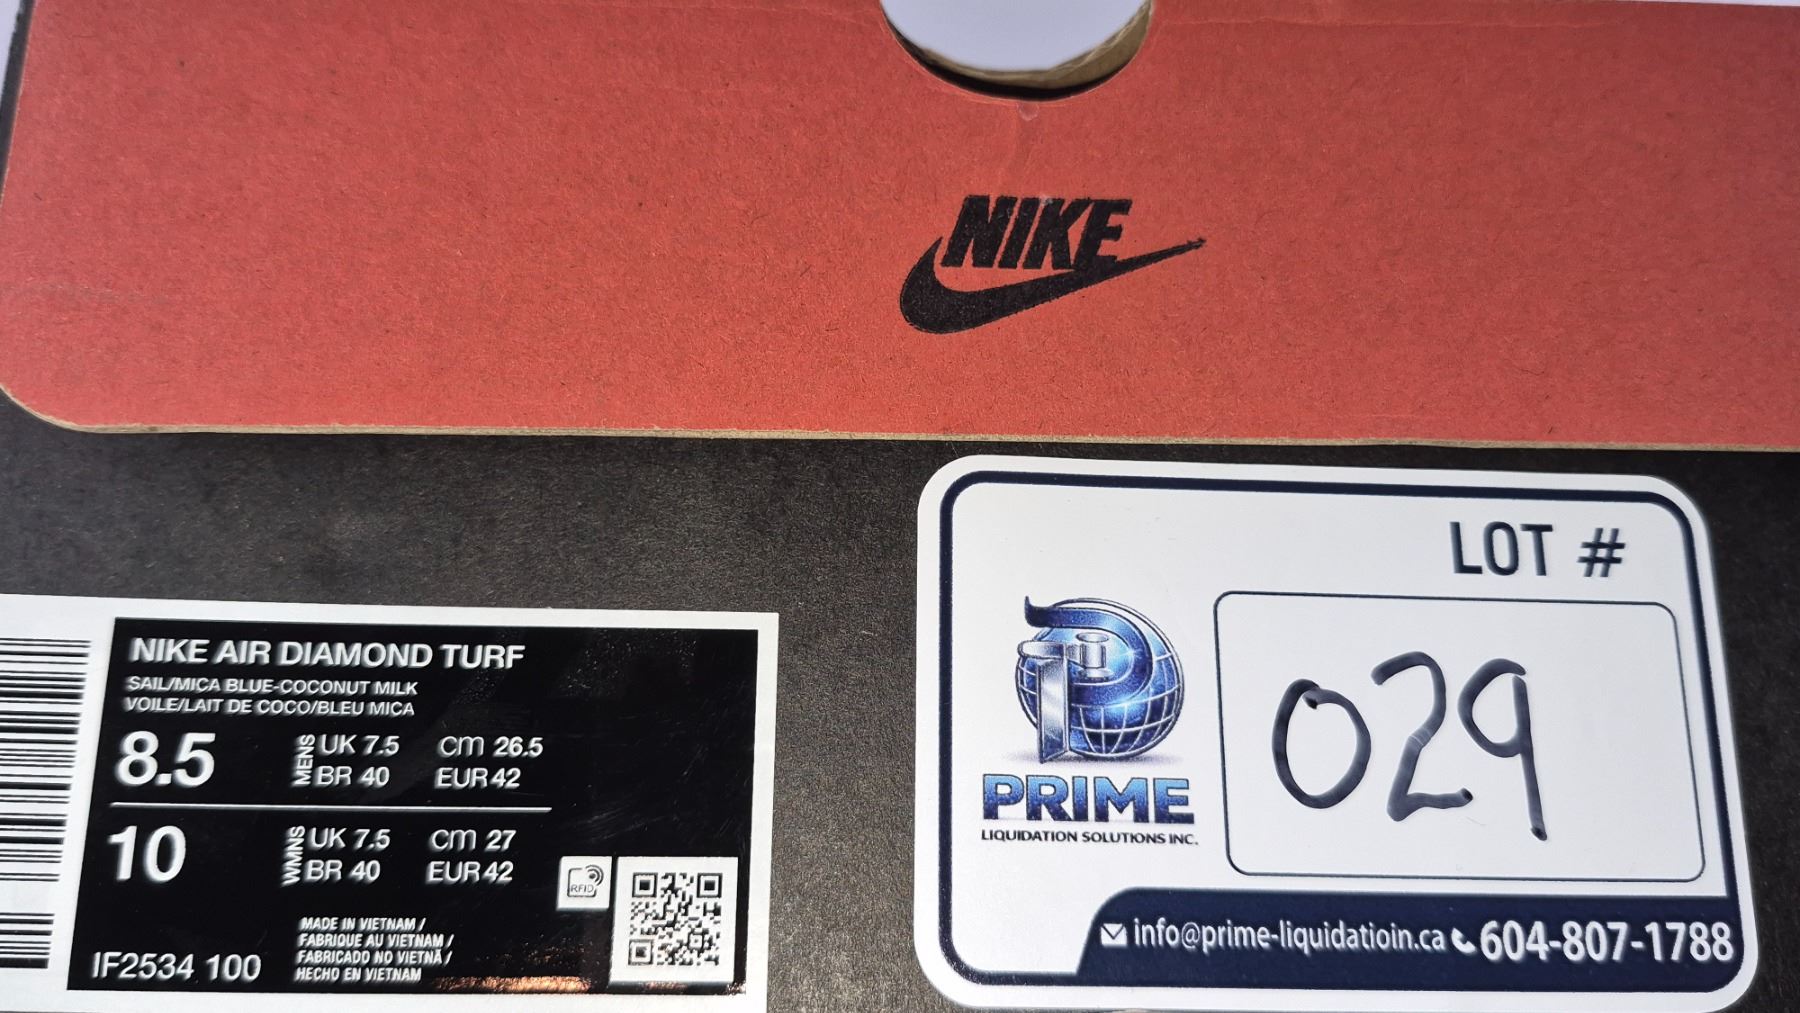 NIKE
NIKE AIR DIAMOND TURF
SAIL/MICA BLUE-COCONUT MILK
VOILE/LAIT DE COCO/BLEU MICA
8.5 MENS UK 7.5 CM 26.5
BR 40 EUR 42
10 WMNS UK 7.5 CM 27
BR 40 EUR 42
RFID
MADE IN VIETNAM /
FABRIQUE AU VIETNAM /
FABRICADO NO VIETNÃ /
HECHO EN VIETNAM
IF2534 100
LOT #
029
PRIME
LIQUIDATION SOLUTIONS INC.
info@prime-liquidatioin.ca 604-807-1788